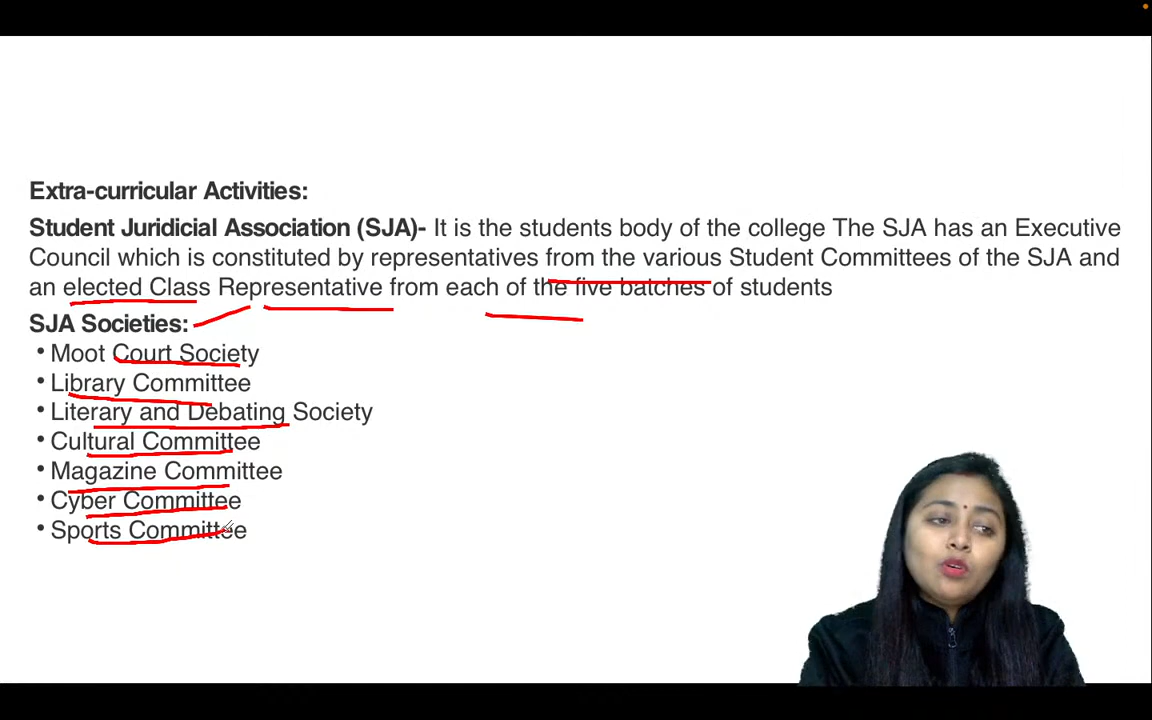 Extra-curricular Activities:
Student Juridicial Association (SJA)- It is the students body of the college The SJA has an Executive
Council which is constituted by representatives from the various Student Committees of the SJA and
an elected Class Representative from each of the five batches of students
SJA Societies:
• Moot Court Society
• Library Committee
• Literary and Debating Society
• Cultural Committee
• Magazine Committee
• Cyber Committee
• Sports Committee